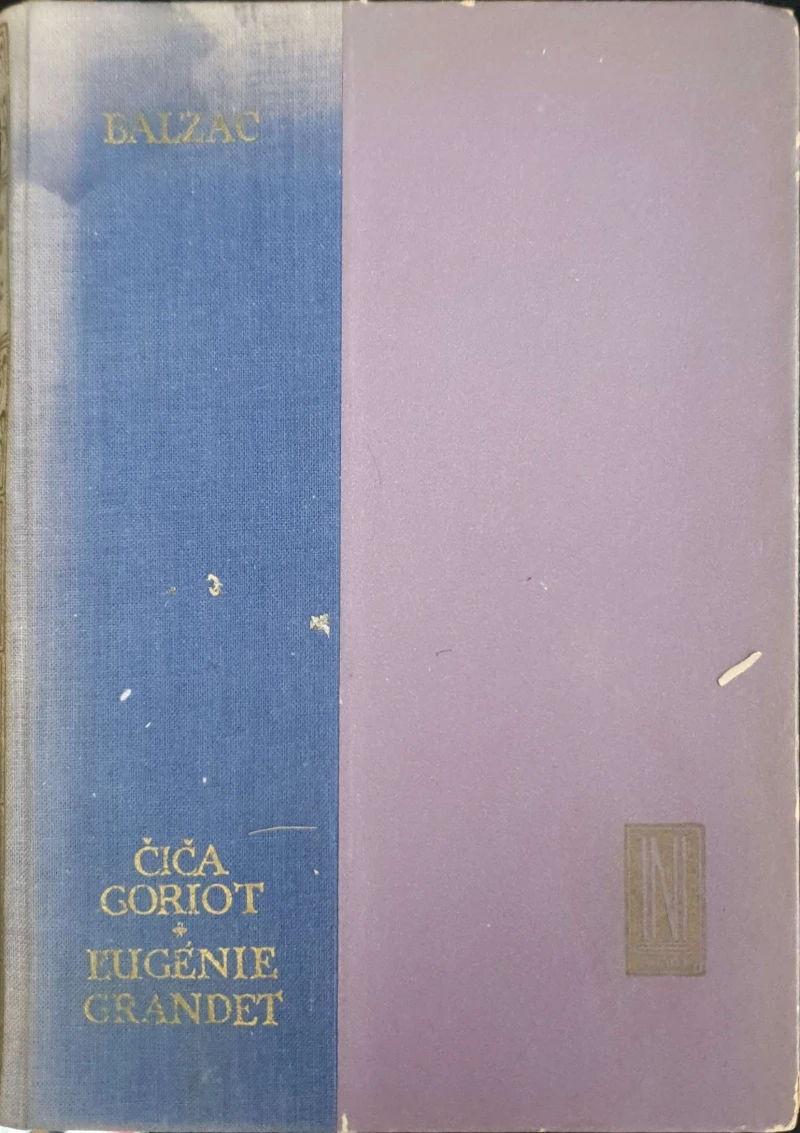 BALZAC
ČIČA
GORIOT
*
EUGÉNIE
GRANDET
N